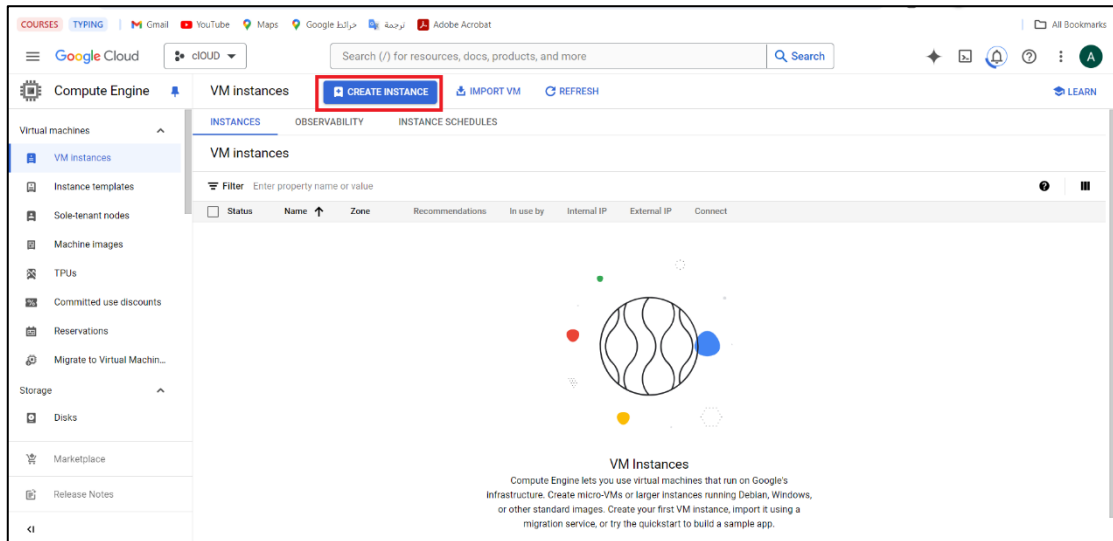 COURSES TYPING Gmail YouTube Maps Google خرائط ترجمة Adobe Acrobat All Bookmarks
Google Cloud clOUD Search (/) for resources, docs, products, and more Search A
Compute Engine VM instances CREATE INSTANCE IMPORT VM REFRESH LEARN
Virtual machines
VM instances
Instance templates
Sole-tenant nodes
Machine images
TPUs
Committed use discounts
Reservations
Migrate to Virtual Machin...
Storage
Disks
Marketplace
Release Notes
INSTANCES OBSERVABILITY INSTANCE SCHEDULES
VM instances
Filter Enter property name or value
Status Name Zone Recommendations In use by Internal IP External IP Connect
VM Instances
Compute Engine lets you use virtual machines that run on Google's
infrastructure. Create micro-VMs or larger instances running Debian, Windows,
or other standard images. Create your first VM instance, import it using a
migration service, or try the quickstart to build a sample app.